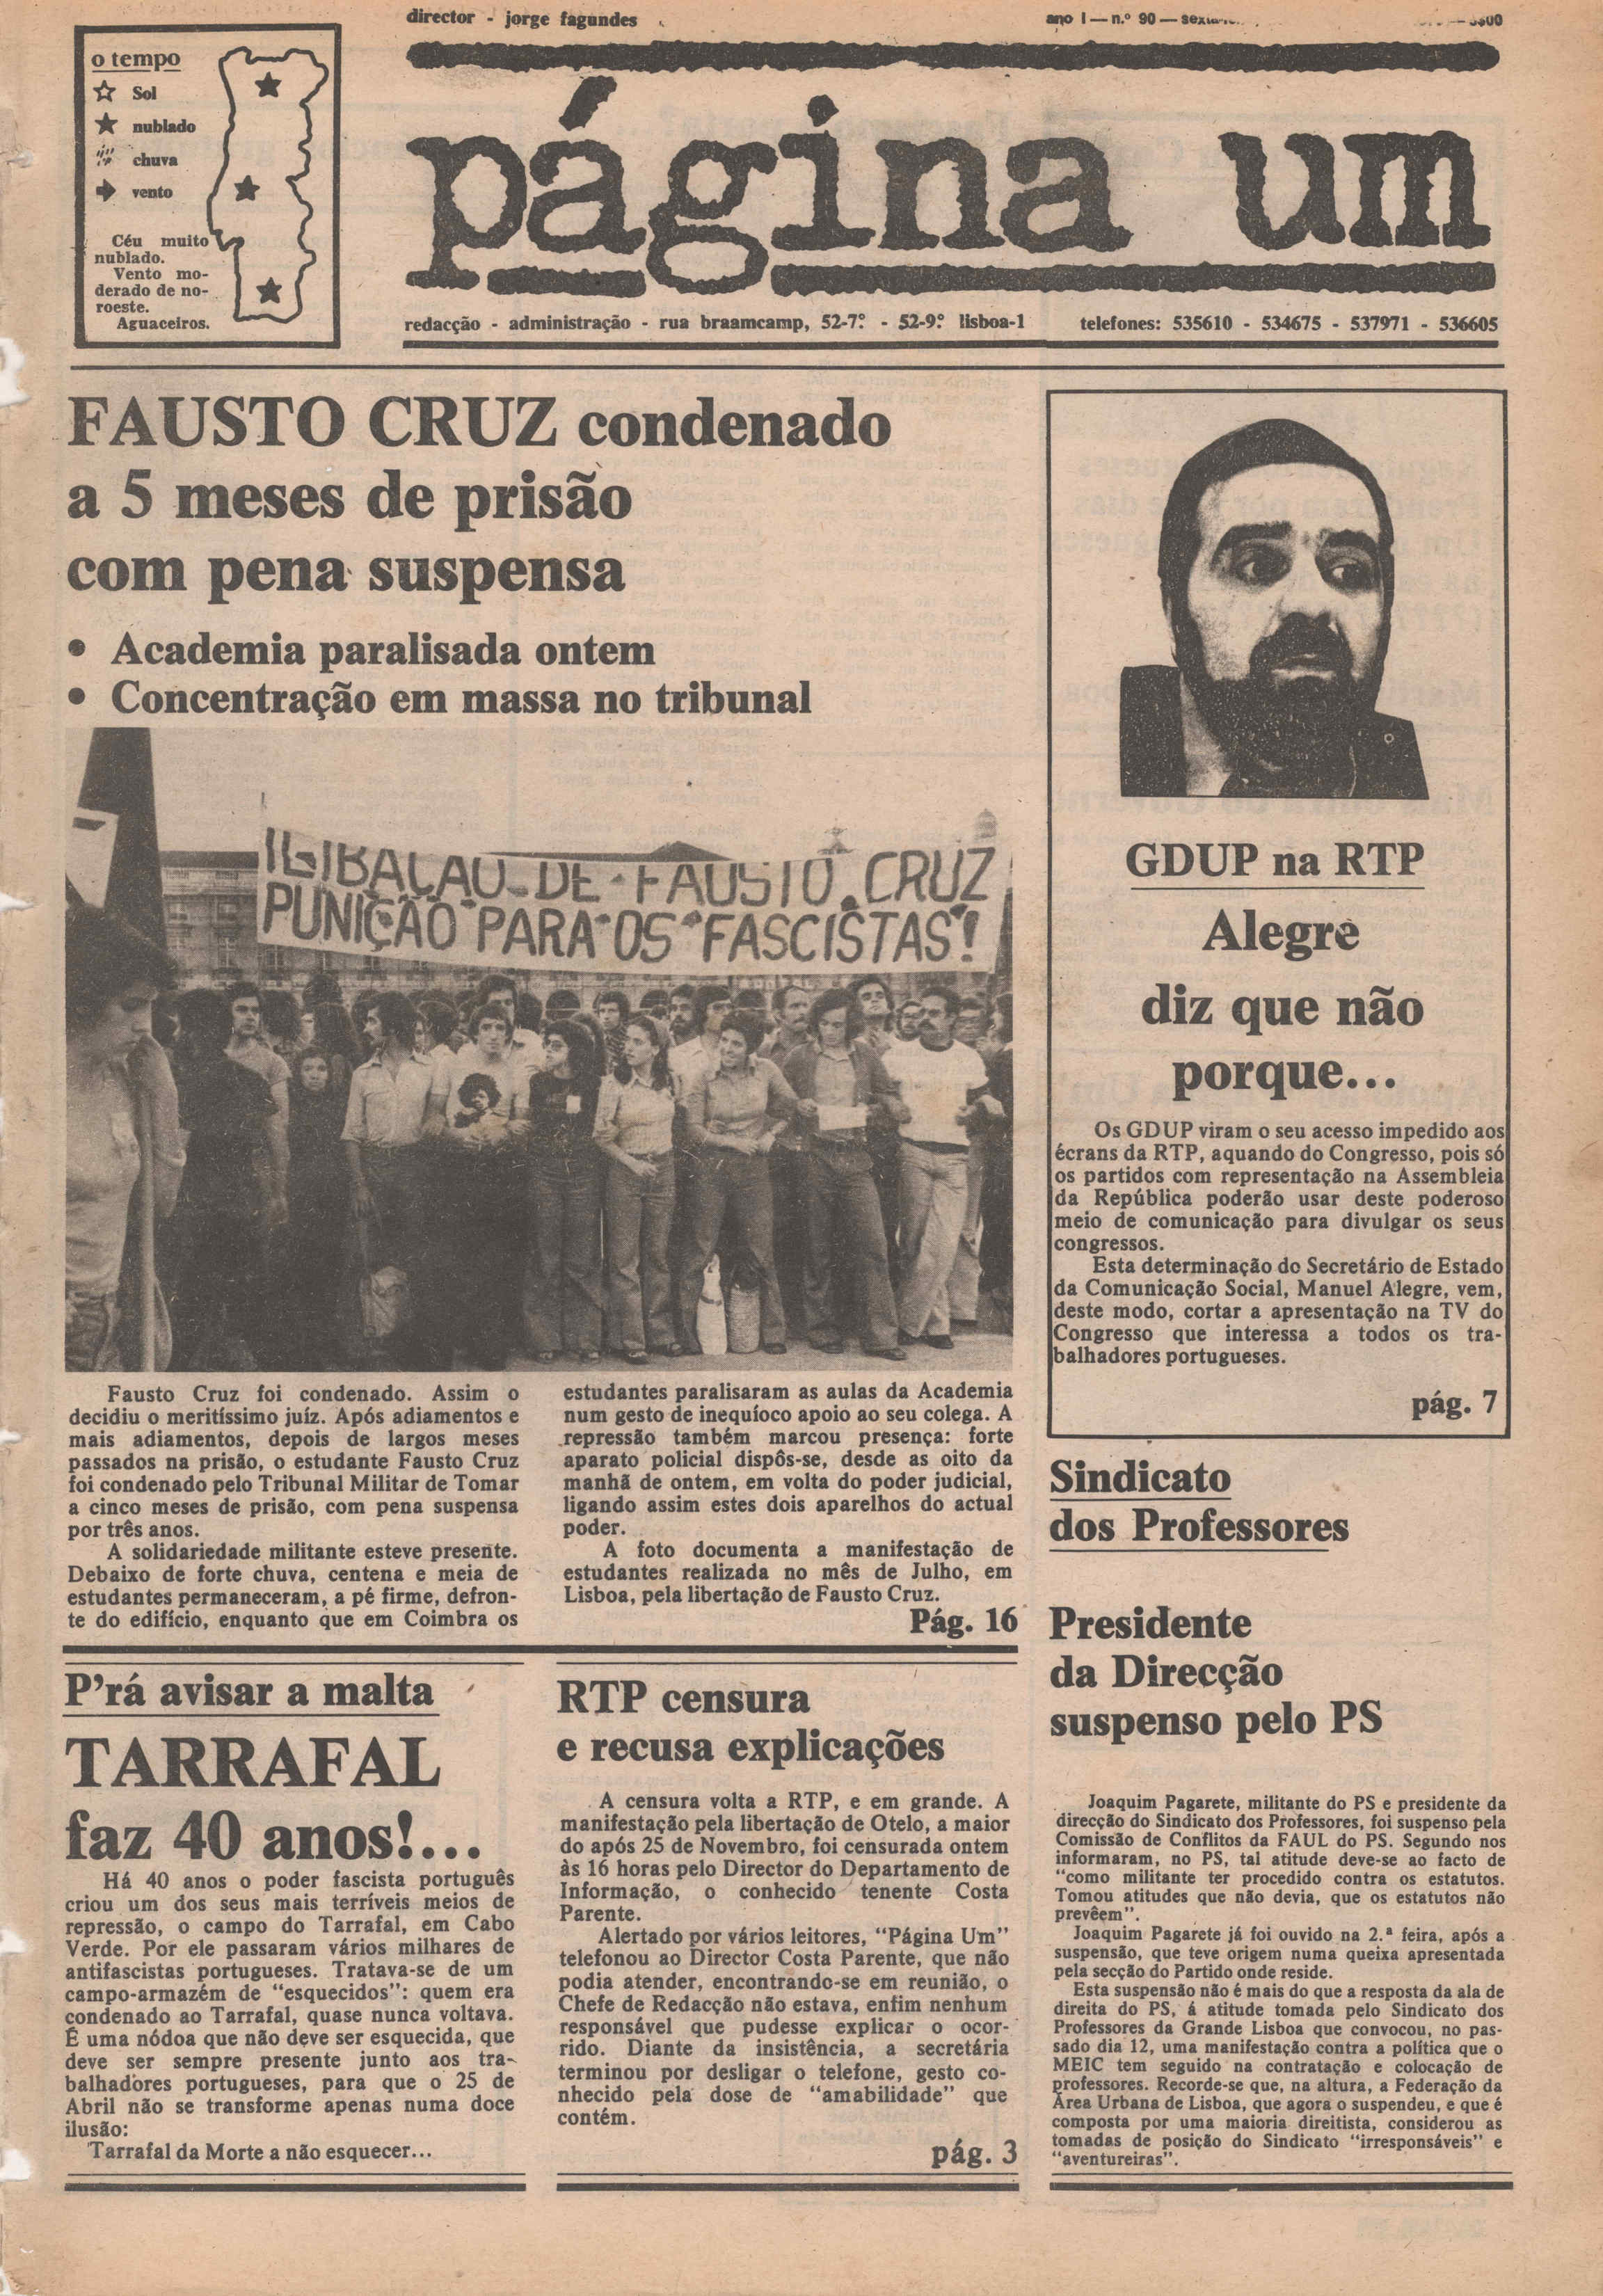 director - jorge fagundes
ano I — n.º 90 —
o tempo
Sol
nublado
chuva
vento
Céu muito
nublado.
Vento mo-
derado de no-
roeste.
Aguaceiros.
página um
redacção - administração - rua braamcamp, 52-7.º - 52-9.º lisboa-1 telefones: 535610 - 534675 - 537971 - 536605
FAUSTO CRUZ condenado
a 5 meses de prisão
com pena suspensa
• Academia paralisada ontem
• Concentração em massa no tribunal
ILIBAÇÃO DE FAUSTO CRUZ
PUNIÇÃO PARA OS FASCISTAS!
Fausto Cruz foi condenado. Assim o
decidiu o meritíssimo juíz. Após adiamentos e
mais adiamentos, depois de largos meses
passados na prisão, o estudante Fausto Cruz
foi condenado pelo Tribunal Militar de Tomar
a cinco meses de prisão, com pena suspensa
por três anos.
A solidariedade militante esteve presente.
Debaixo de forte chuva, centena e meia de
estudantes permaneceram, a pé firme, defron-
te do edifício, enquanto que em Coimbra os
estudantes paralisaram as aulas da Academia
num gesto de inequíoco apoio ao seu colega. A
repressão também marcou presença: forte
aparato policial dispôs-se, desde as oito da
manhã de ontem, em volta do poder judicial,
ligando assim estes dois aparelhos do actual
poder.
A foto documenta a manifestação de
estudantes realizada no mês de Julho, em
Lisboa, pela libertação de Fausto Cruz.
Pág. 16
GDUP na RTP
Alegre
diz que não
porque...
Os GDUP viram o seu acesso impedido aos
écrans da RTP, aquando do Congresso, pois só
os partidos com representação na Assembleia
da República poderão usar deste poderoso
meio de comunicação para divulgar os seus
congressos.
Esta determinação do Secretário de Estado
da Comunicação Social, Manuel Alegre, vem,
deste modo, cortar a apresentação na TV do
Congresso que interessa a todos os tra-
balhadores portugueses.
pág. 7
Sindicato
dos Professores
Presidente
da Direcção
suspenso pelo PS
Joaquim Pagarete, militante do PS e presidente da
direcção do Sindicato dos Professores, foi suspenso pela
Comissão de Conflitos da FAUL do PS. Segundo nos
informaram, no PS, tal atitude deve-se ao facto de
"como militante ter procedido contra os estatutos.
Tomou atitudes que não devia, que os estatutos não
prevêem".
Joaquim Pagarete já foi ouvido na 2.ª feira, após a
suspensão, que teve origem numa queixa apresentada
pela secção do Partido onde reside.
Esta suspensão não é mais do que a resposta da ala de
direita do PS, á atitude tomada pelo Sindicato dos
Professores da Grande Lisboa que convocou, no pas-
sado dia 12, uma manifestação contra a política que o
MEIC tem seguido na contratação e colocação de
professores. Recorde-se que, na altura, a Federação da
Área Urbana de Lisboa, que agora o suspendeu, e que é
composta por uma maioria direitista, considerou as
tomadas de posição do Sindicato "irresponsáveis" e
"aventureiras".
P'rá avisar a malta
TARRAFAL
faz 40 anos!...
Há 40 anos o poder fascista português
criou um dos seus mais terríveis meios de
repressão, o campo do Tarrafal, em Cabo
Verde. Por ele passaram vários milhares de
antifascistas portugueses. Tratava-se de um
campo-armazém de "esquecidos": quem era
condenado ao Tarrafal, quase nunca voltava.
É uma nódoa que não deve ser esquecida, que
deve ser sempre presente junto aos tra-
balhadores portugueses, para que o 25 de
Abril não se transforme apenas numa doce
ilusão:
Tarrafal da Morte a não esquecer...
RTP censura
e recusa explicações
A censura volta a RTP, e em grande. A
manifestação pela libertação de Otelo, a maior
do após 25 de Novembro, foi censurada ontem
às 16 horas pelo Director do Departamento de
Informação, o conhecido tenente Costa
Parente.
Alertado por vários leitores, "Página Um"
telefonou ao Director Costa Parente, que não
podia atender, encontrando-se em reunião, o
Chefe de Redacção não estava, enfim nenhum
responsável que pudesse explicar o ocor-
rido. Diante da insistência, a secretária
terminou por desligar o telefone, gesto co-
nhecido pela dose de "amabilidade" que
contém.
pág. 3